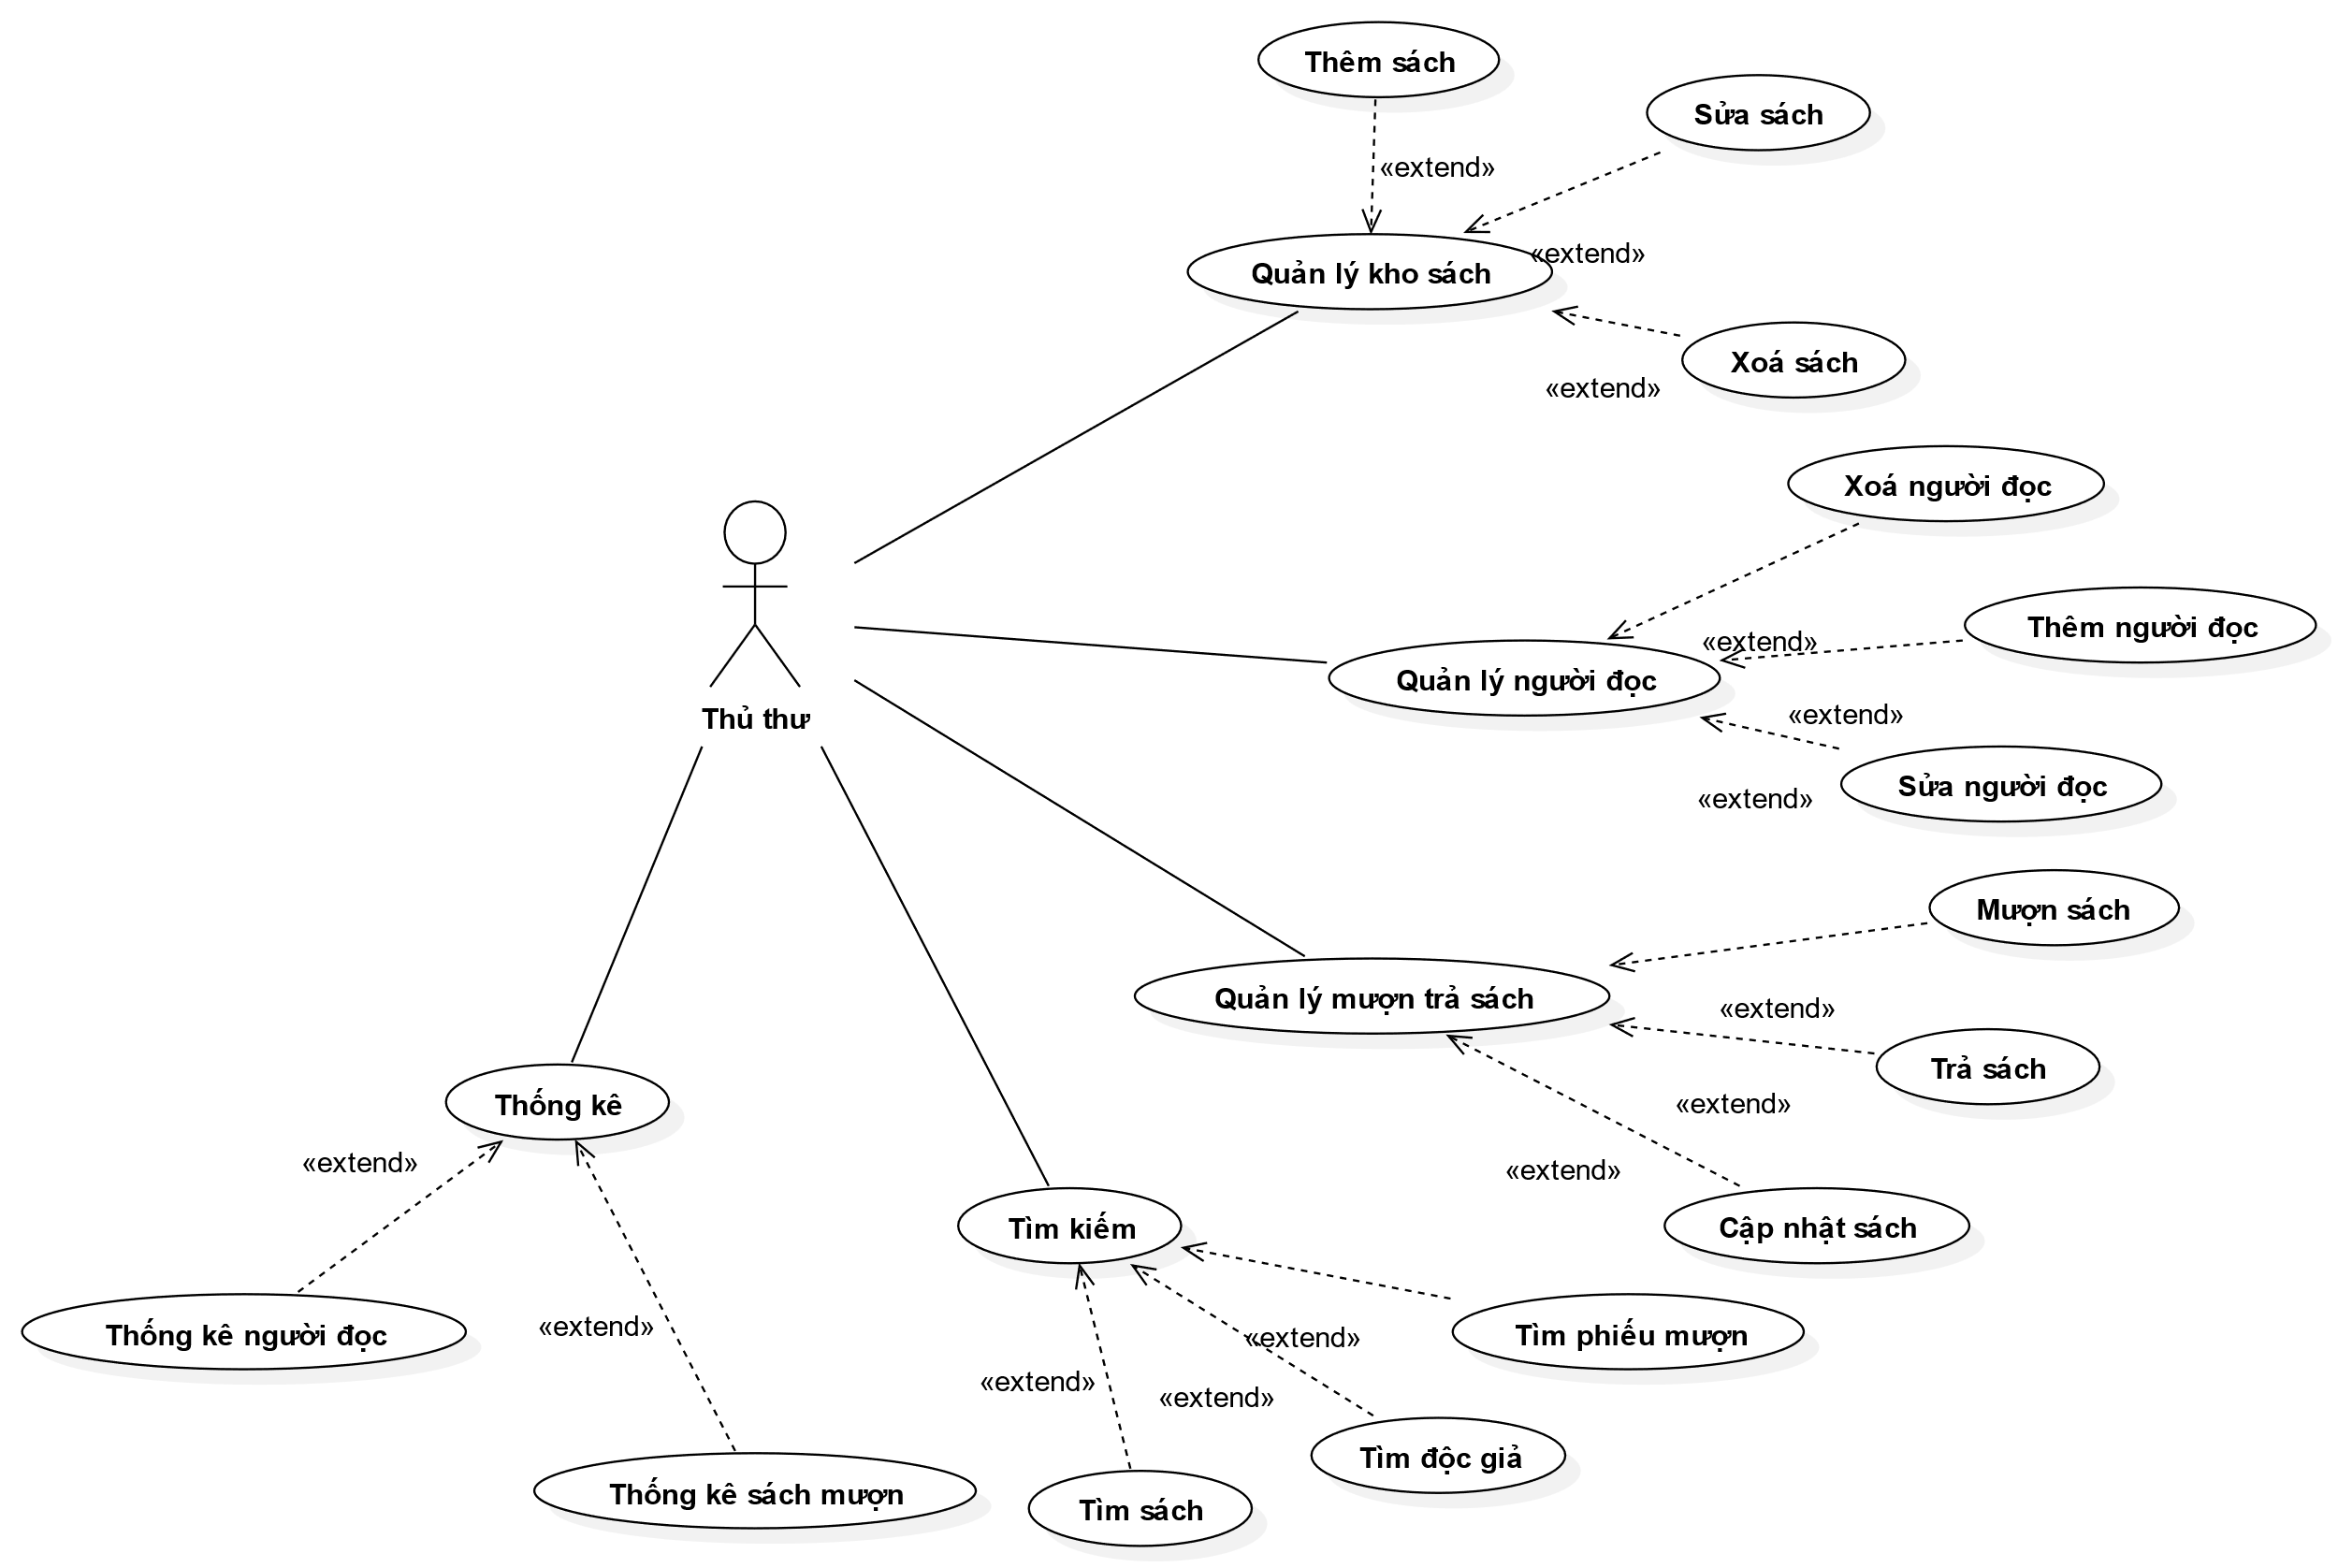 Thêm sách
Sửa sách
«extend»
«extend»
Quản lý kho sách
Xoá sách
«extend»
Xoá người đọc
Thêm người đọc
«extend»
Quản lý người đọc
«extend»
Thủ thư
Sửa người đọc
«extend»
Mượn sách
Quản lý mượn trả sách
«extend»
Trả sách
«extend»
Thống kê
«extend»
«extend»
Cập nhật sách
Tìm kiếm
«extend»
Thống kê người đọc
«extend»
Tìm phiếu mượn
«extend»
«extend»
Tìm độc giả
Thống kê sách mượn
Tìm sách